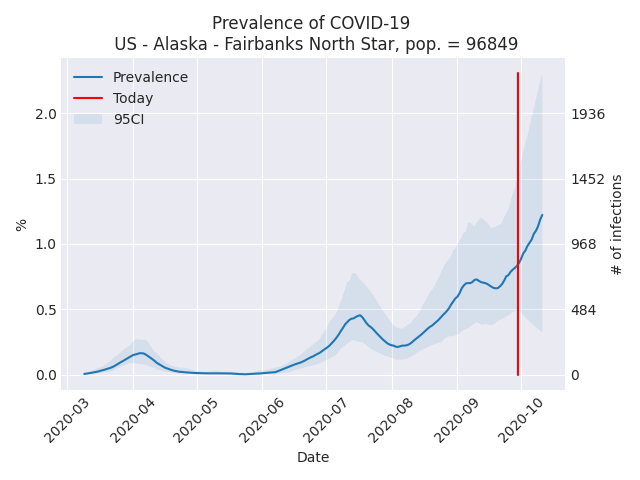 Prevalence of COVID-19
US - Alaska - Fairbanks North Star, pop. = 96849
Prevalence
Today
95CI
2.0
1.5
1.0
0.5
0.0
%
1936
1452
968
484
0
# of infections
2020-03
2020-04
2020-05
2020-06
2020-07
2020-08
2020-09
2020-10
Date